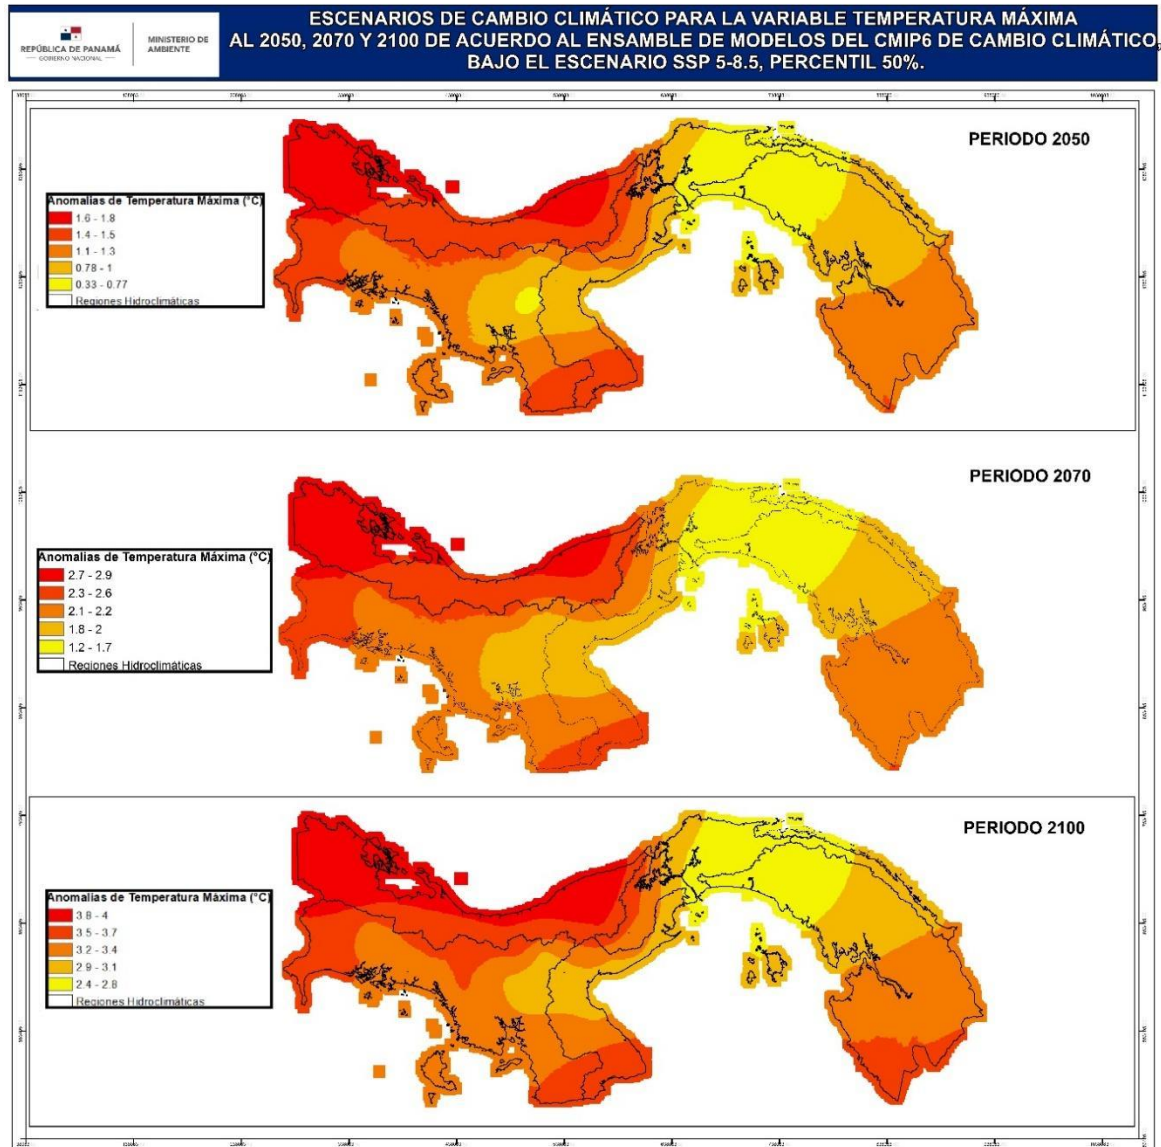 ESCENARIOS DE CAMBIO CLIMÁTICO PARA LA VARIABLE TEMPERATURA MÁXIMA
AL 2050, 2070 Y 2100 DE ACUERDO AL ENSAMBLE DE MODELOS DEL CMIP6 DE CAMBIO CLIMÁTICO,
BAJO EL ESCENARIO SSP 5-8.5, PERCENTIL 50%.
REPÚBLICA DE PANAMÁ
— GOBIERNO NACIONAL —
MINISTERIO DE
AMBIENTE
PERIODO 2050
Anomalias de Temperatura Máxima (°C)
1.6 - 1.8
1.4 - 1.5
1.1 - 1.3
0.78 - 1
0.33 - 0.77
Regiones Hidroclimáticas
PERIODO 2070
Anomalias de Temperatura Máxima (°C)
2.7 - 2.9
2.3 - 2.6
2.1 - 2.2
1.8 - 2
1.2 - 1.7
Regiones Hidroclimáticas
PERIODO 2100
Anomalias de Temperatura Máxima (°C)
3.8 - 4
3.5 - 3.7
3.2 - 3.4
2.9 - 3.1
2.4 - 2.8
Regiones Hidroclimáticas